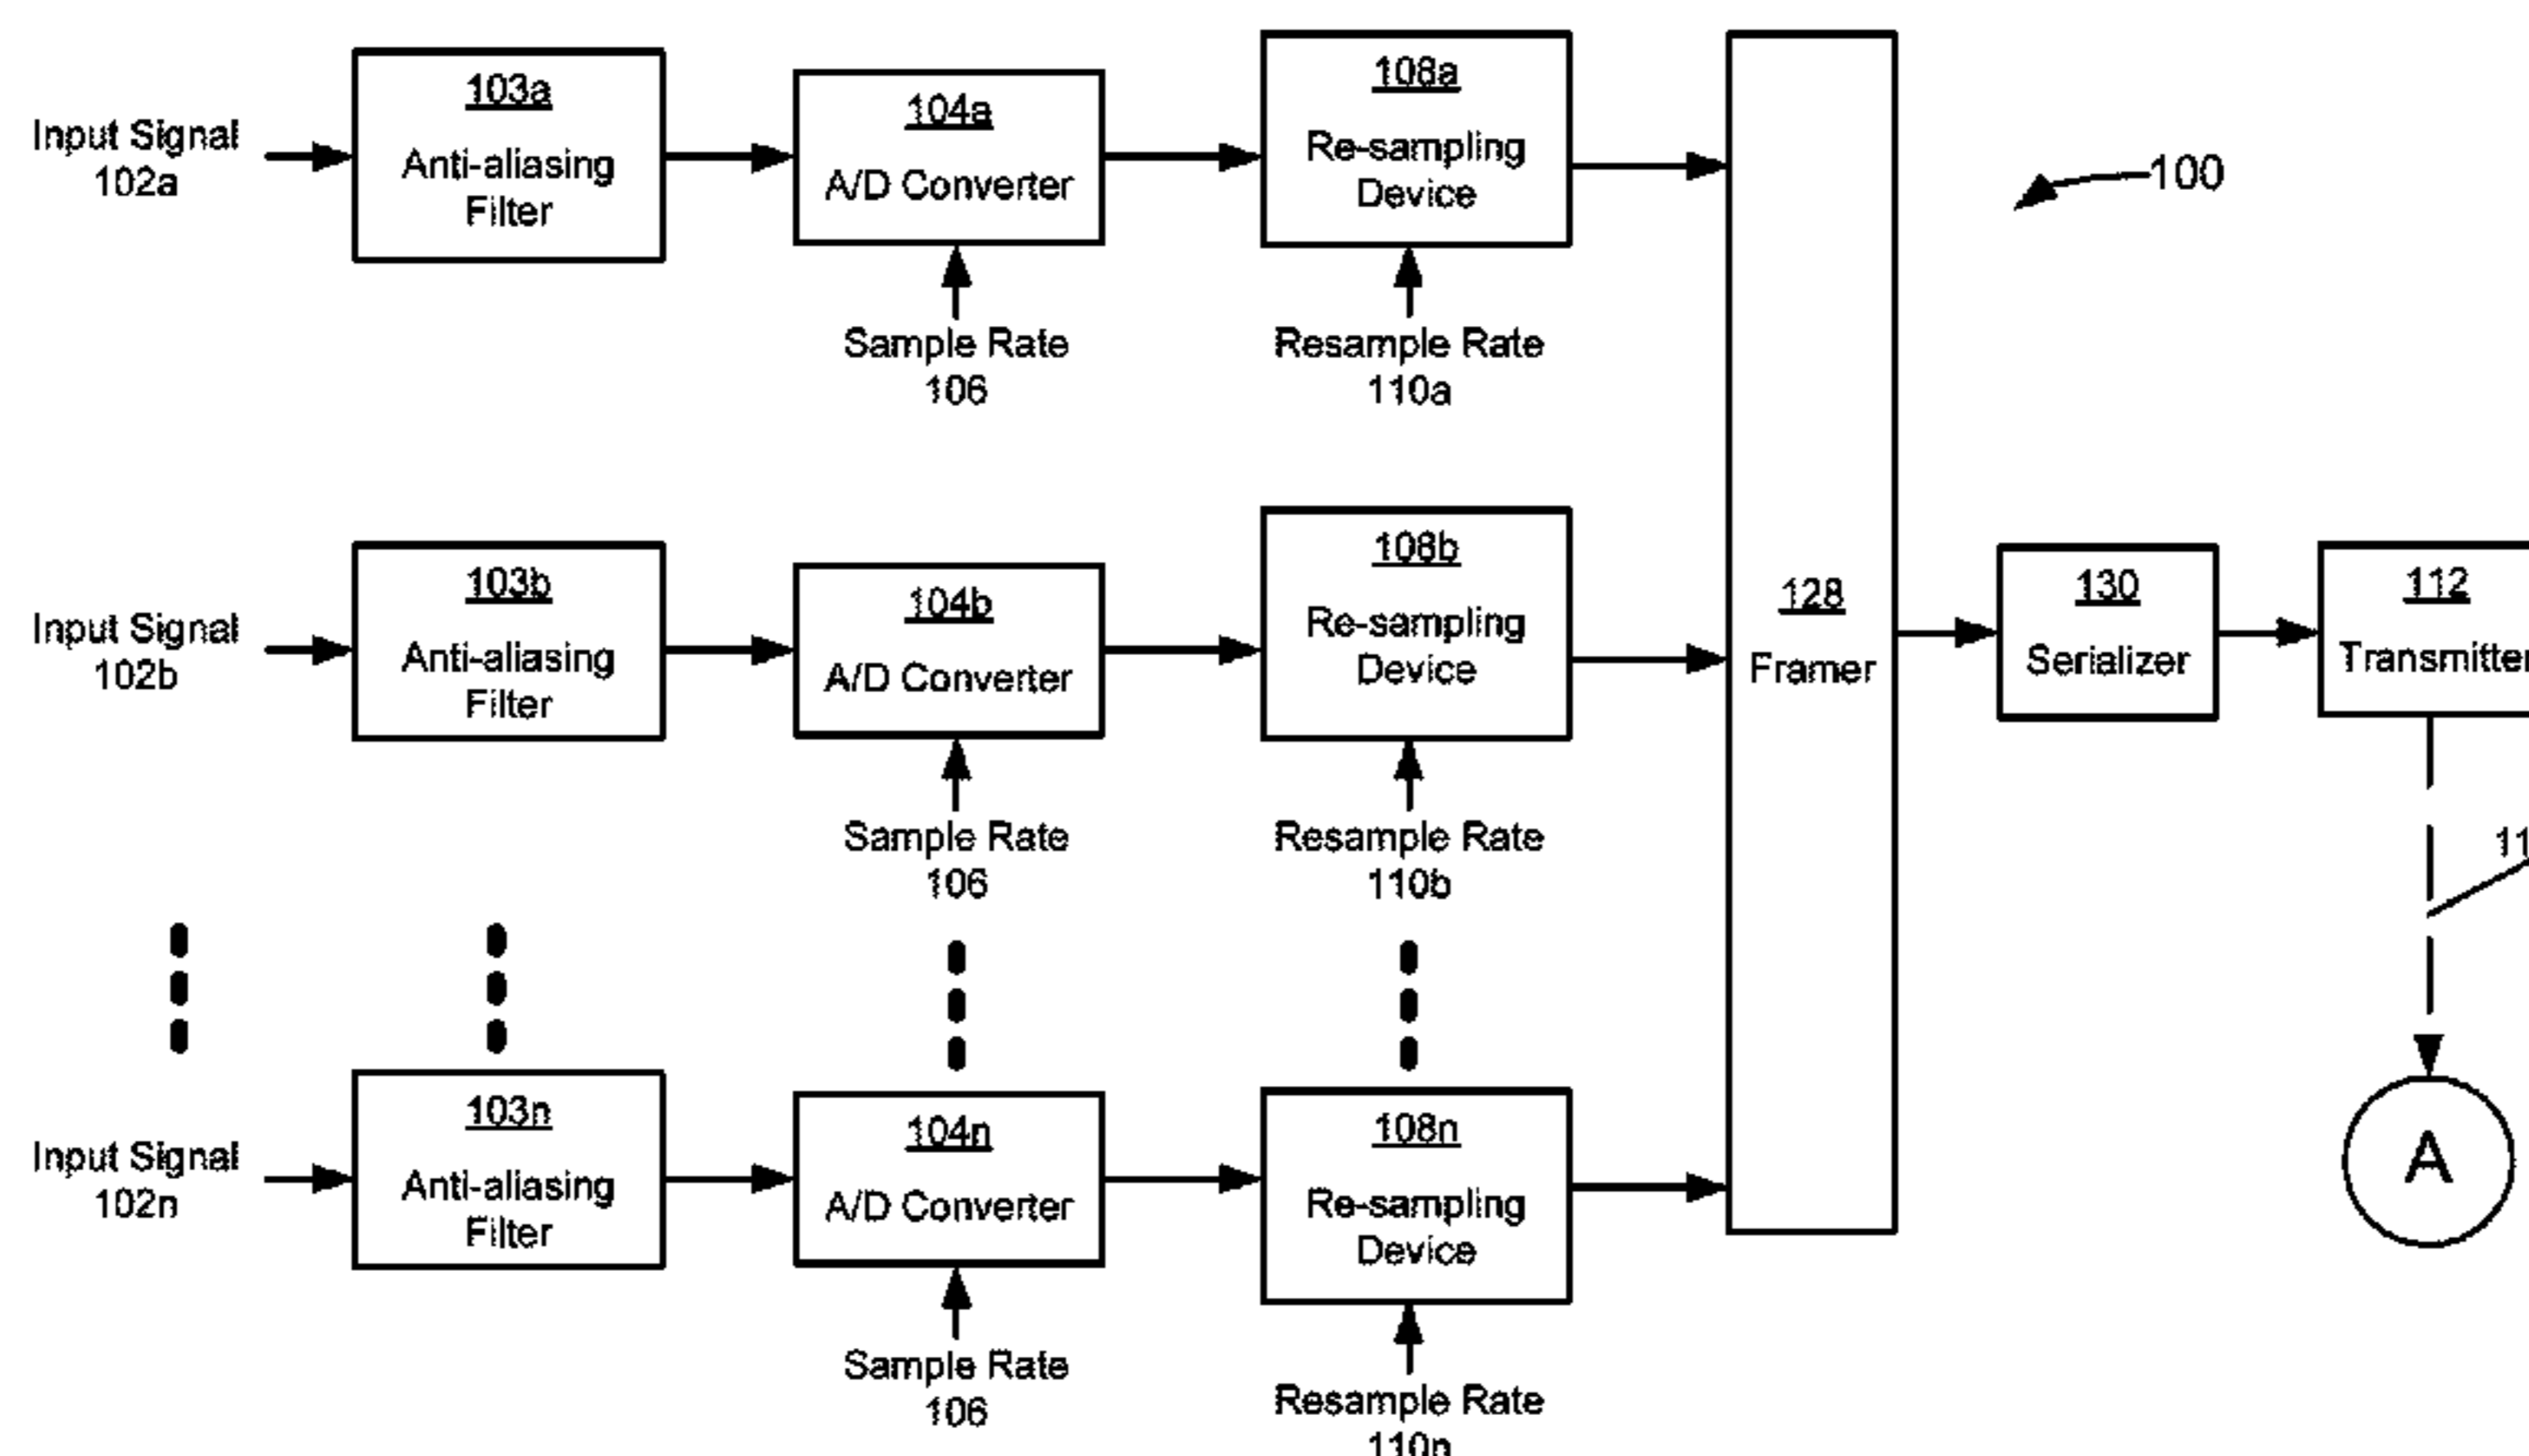 Input Signal
102a
103a
Anti-aliasing
Filter
104a
A/D Converter
Sample Rate
106
108a
Re-sampling
Device
Resample Rate
110a
100
Input Signal
102b
103b
Anti-aliasing
Filter
104b
A/D Converter
Sample Rate
106
108b
Re-sampling
Device
Resample Rate
110b
128
Framer
130
Serializer
112
Transmitter
Input Signal
102n
103n
Anti-aliasing
Filter
104n
A/D Converter
Sample Rate
106
108n
Re-sampling
Device
Resample Rate
110n
A